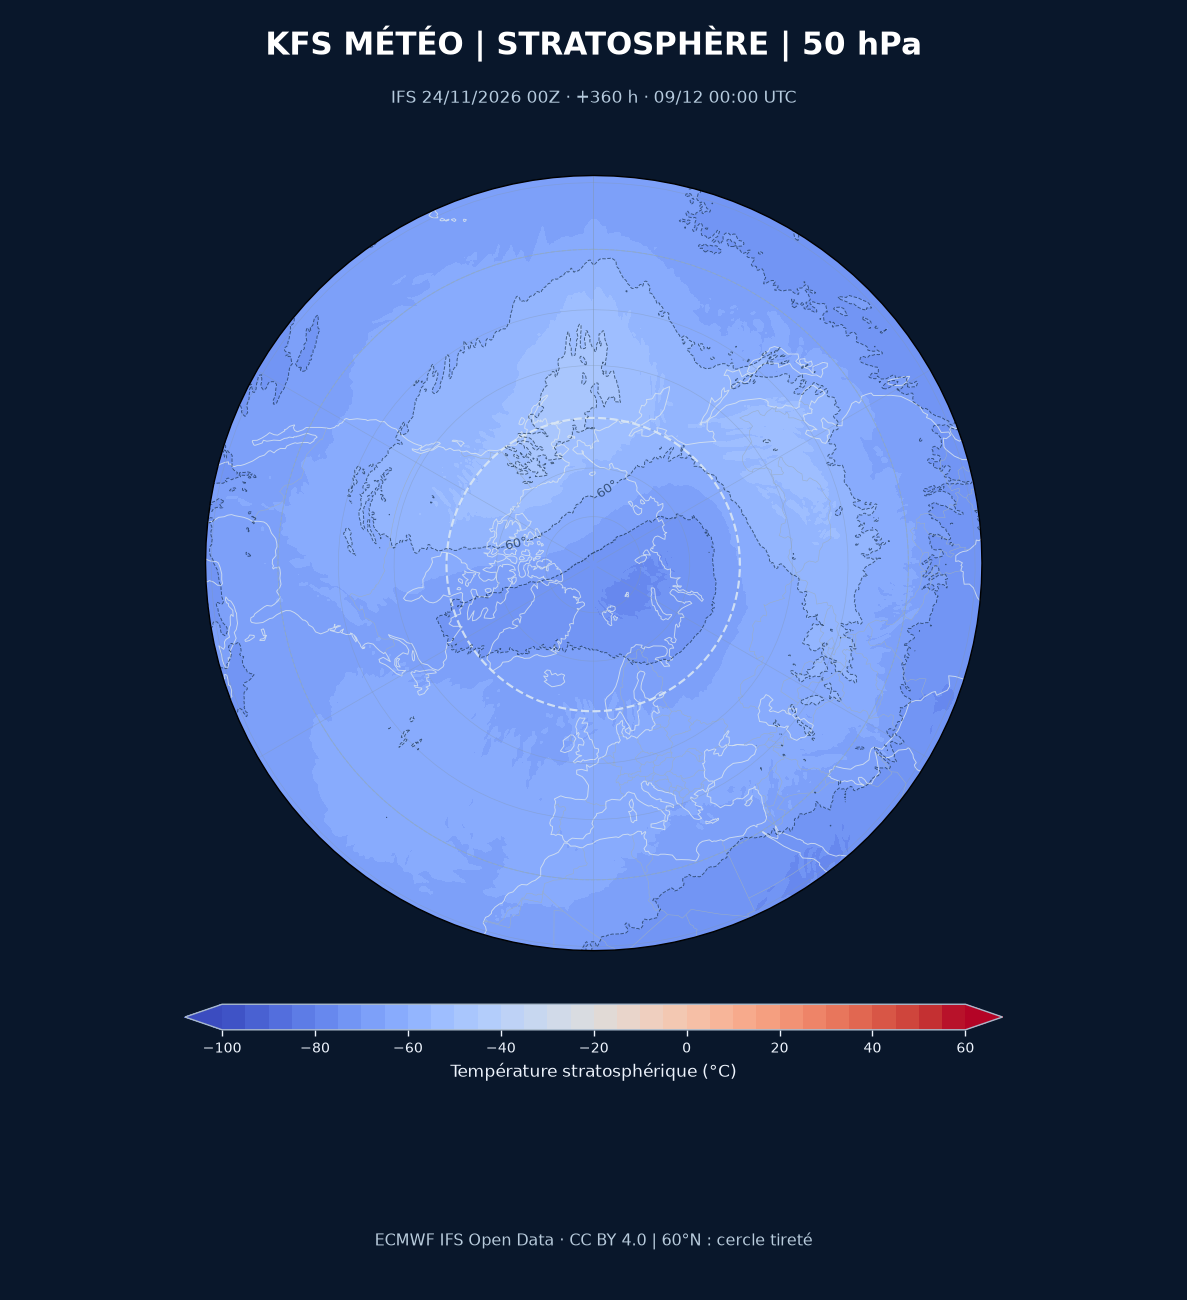 KFS MÉTÉO | STRATOSPHÈRE | 50 hPa
IFS 24/11/2026 00Z · +360 h · 09/12 00:00 UTC
60°
60°
−100 −80 −60 −40 −20 0 20 40 60
Température stratosphérique (°C)
ECMWF IFS Open Data · CC BY 4.0 | 60°N : cercle tireté